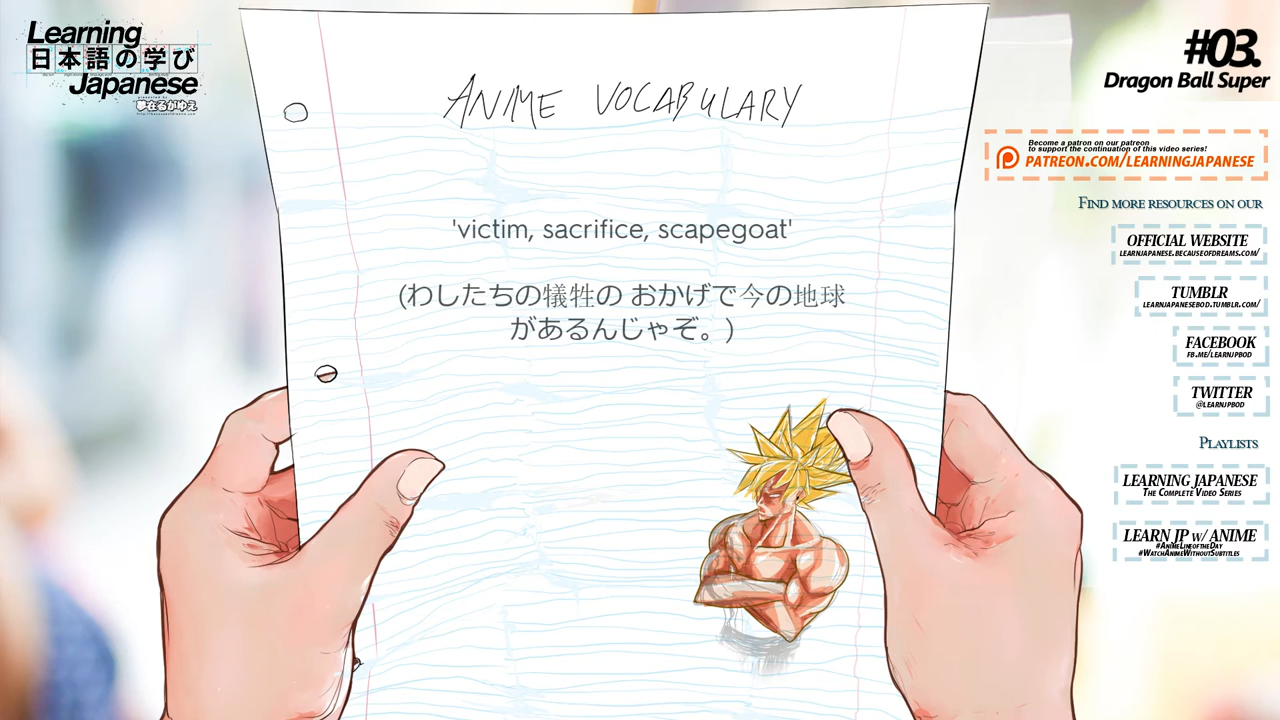 Learning
日本語の学び
Japanese
夢在るがゆえ
ANIME VOCABULARY
'victim, sacrifice, scapegoat'
(わしたちの犠牲の おかげで今の地球
があるんじゃぞ。)
#03.
Dragon Ball Super
Become a patron on our patreon
to support the continuation of this video series!
PATREON.COM/LEARNINGJAPANESE
FIND MORE RESOURCES ON OUR
OFFICIAL WEBSITE
LEARNJAPANESE.BECAUSEOFDREAMS.COM/
TUMBLR
LEARNJAPANESEBOD.TUMBLR.COM/
FACEBOOK
FB.ME/LEARNJPBOD
TWITTER
@LEARNJPBOD
PLAYLISTS
LEARNING JAPANESE
THE COMPLETE VIDEO SERIES
LEARN JP W/ ANIME
#ANIMELINEOFTHEDAY
#WATCHANIMEWITHOUTSUBTITLES